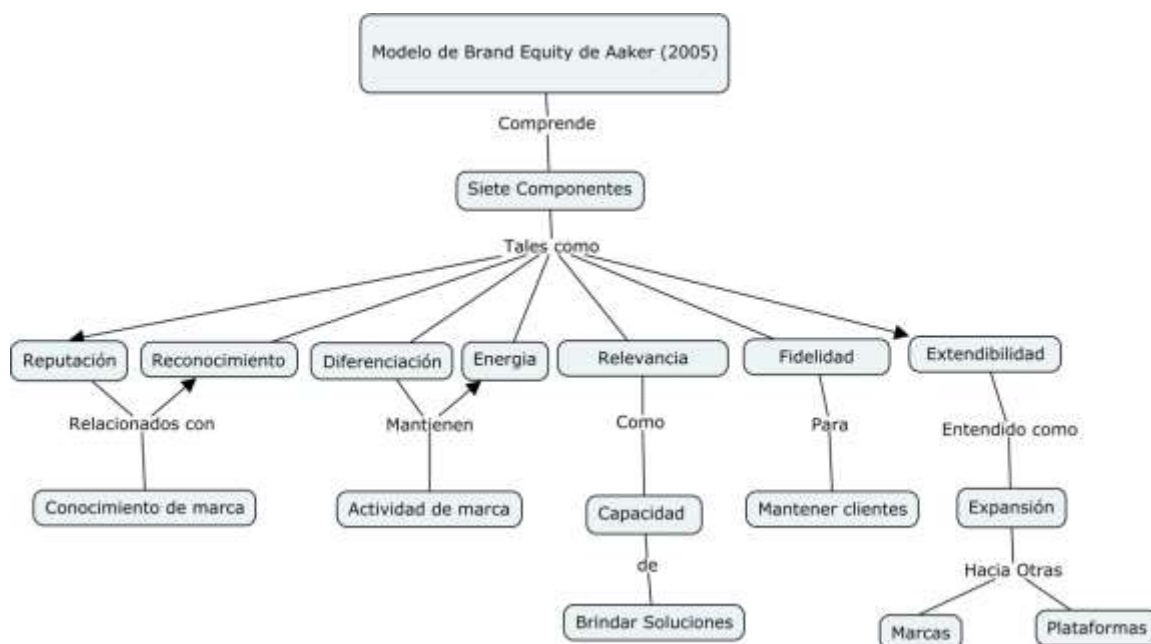 Modelo de Brand Equity de Aaker (2005)
Comprende
Siete Componentes
Tales como
Reputación
Reconocimiento
Diferenciación
Energia
Relevancia
Fidelidad
Extendibilidad
Relacionados con
Mantienen
Como
Para
Entendido como
Conocimiento de marca
Actividad de marca
Capacidad
Mantener clientes
Expansión
de
Hacia Otras
Brindar Soluciones
Marcas
Plataformas